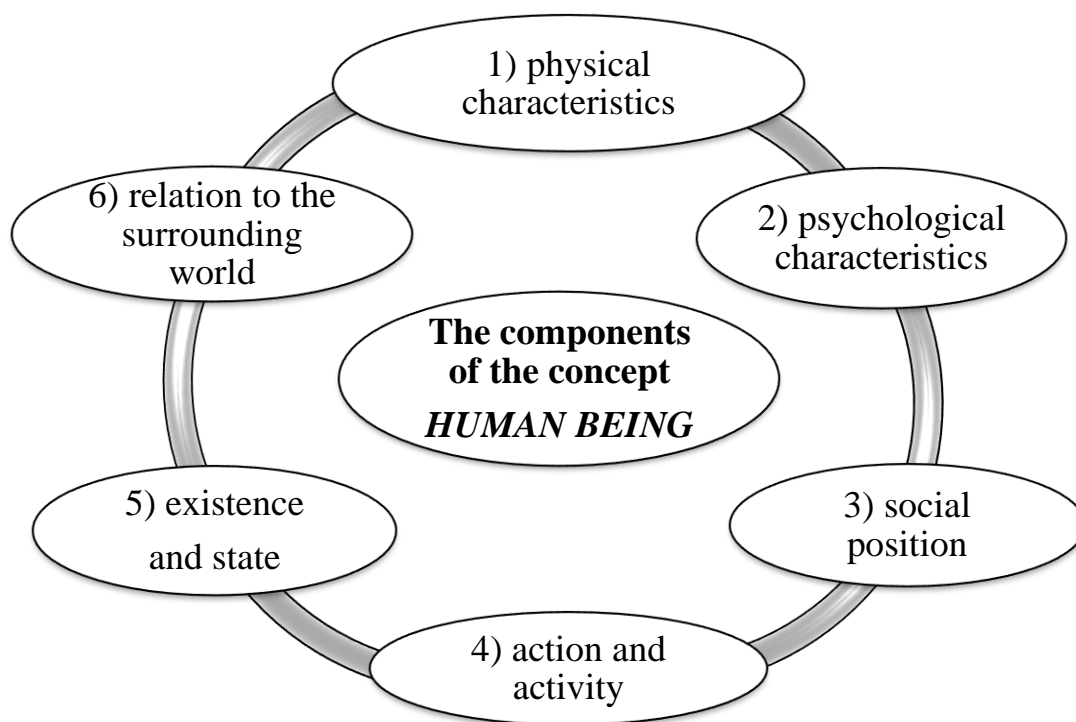 1) physical
characteristics
2) psychological
characteristics
3) social
position
4) action and
activity
5) existence
and state
6) relation to the
surrounding
world
The components
of the concept
HUMAN BEING